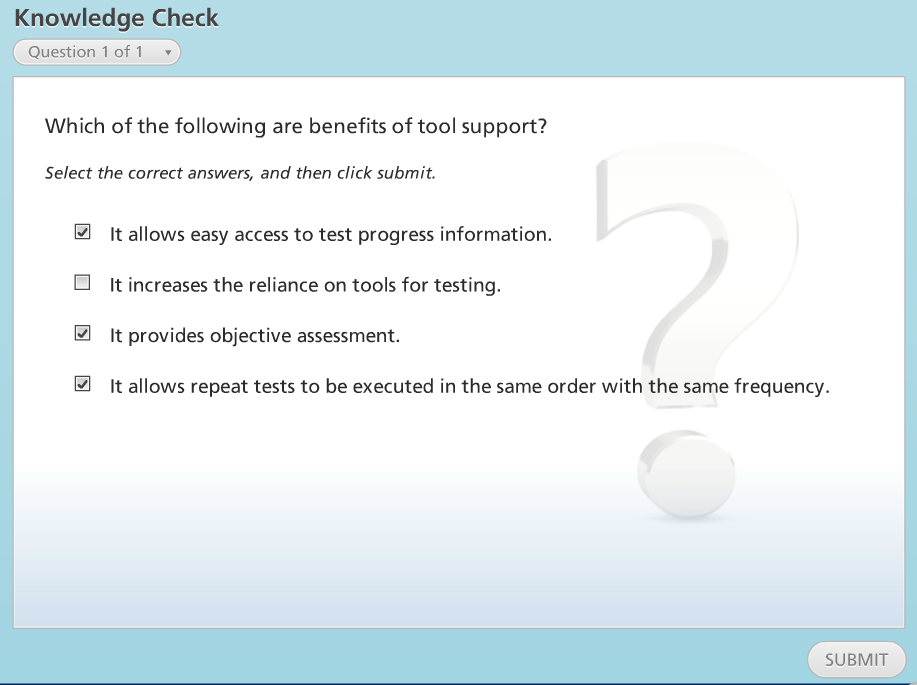 Knowledge Check
Question 1 of 1
Which of the following are benefits of tool support?
Select the correct answers, and then click submit.
It allows easy access to test progress information.
It increases the reliance on tools for testing.
It provides objective assessment.
It allows repeat tests to be executed in the same order with the same frequency.
SUBMIT